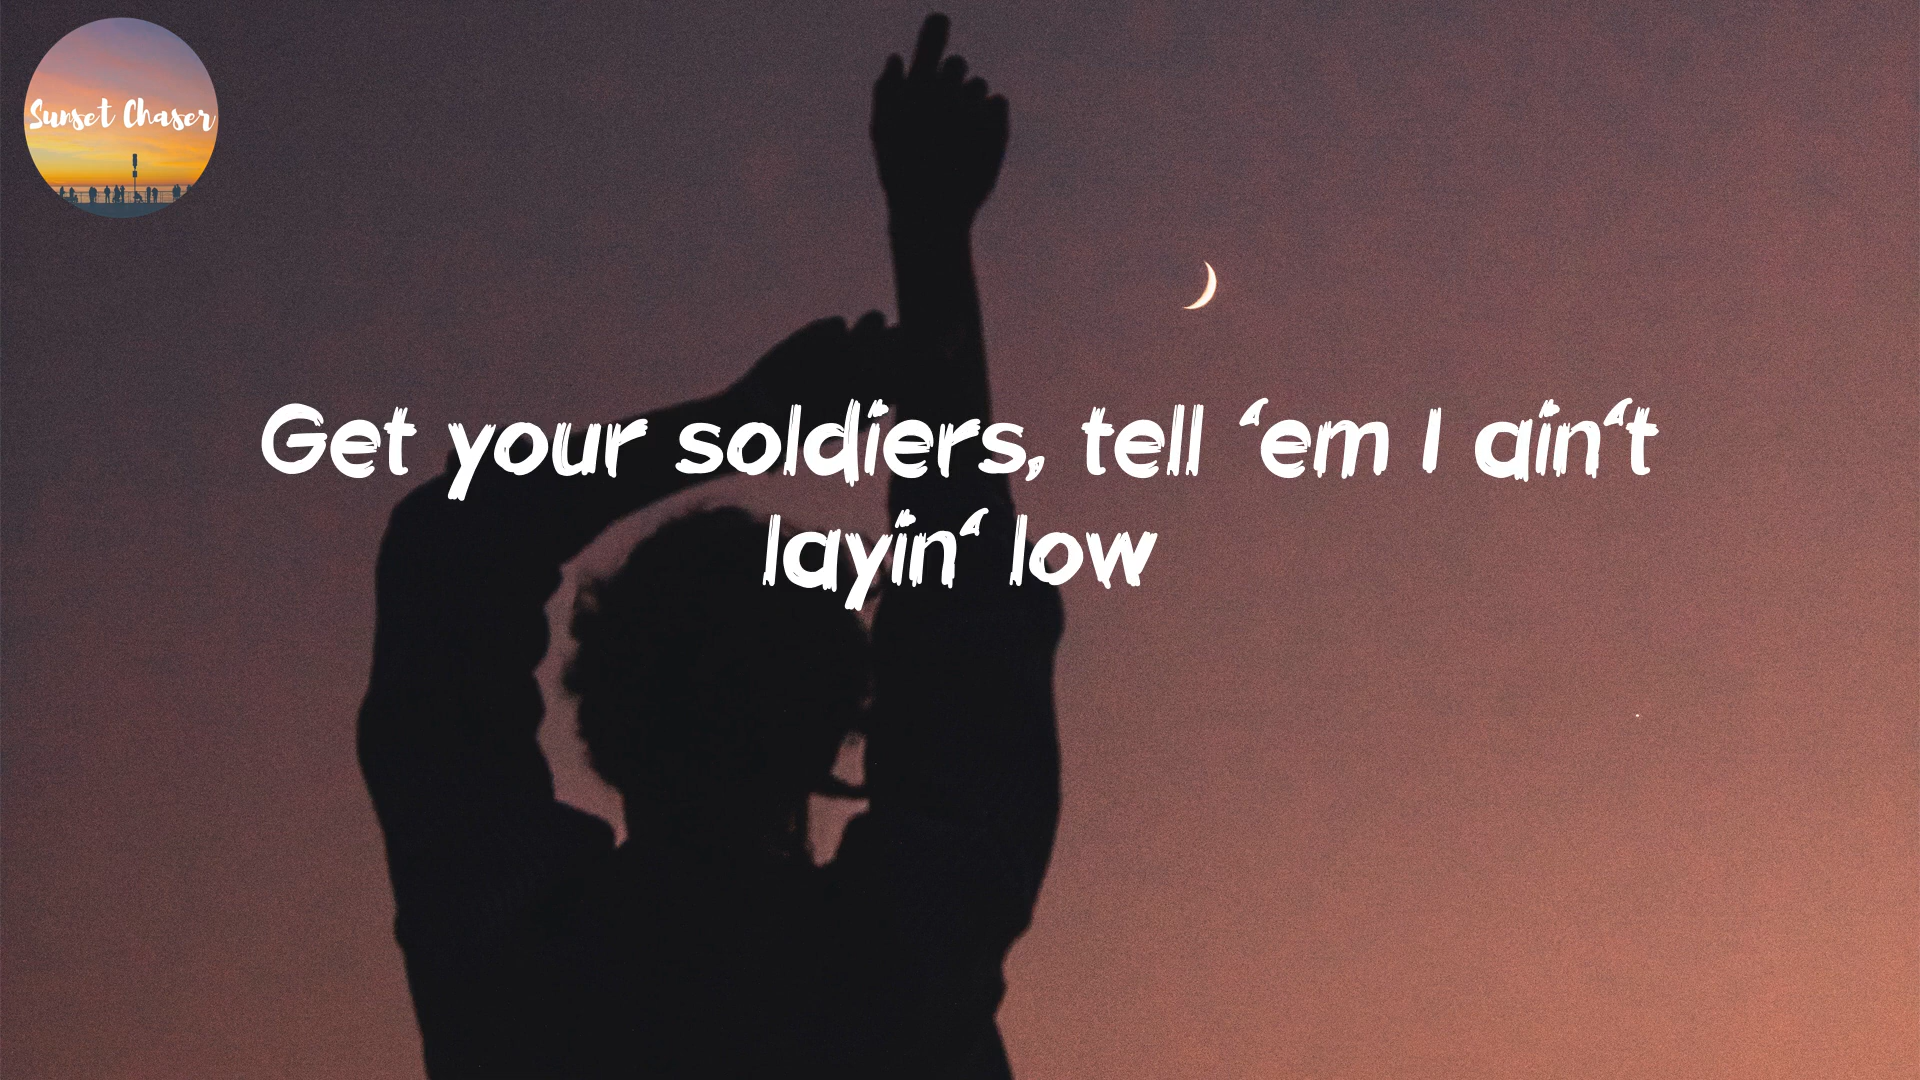 Sunset Chaser
Get your soldiers, tell ‘em I ain‘t
layin‘ low